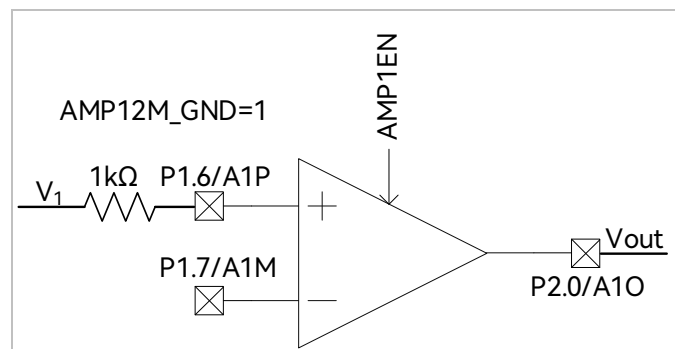 AMP1EN
AMP12M_GND=1
1kΩ
P1.6/A1P
V₁
+
P1.7/A1M
−
Vout
P2.0/A1O